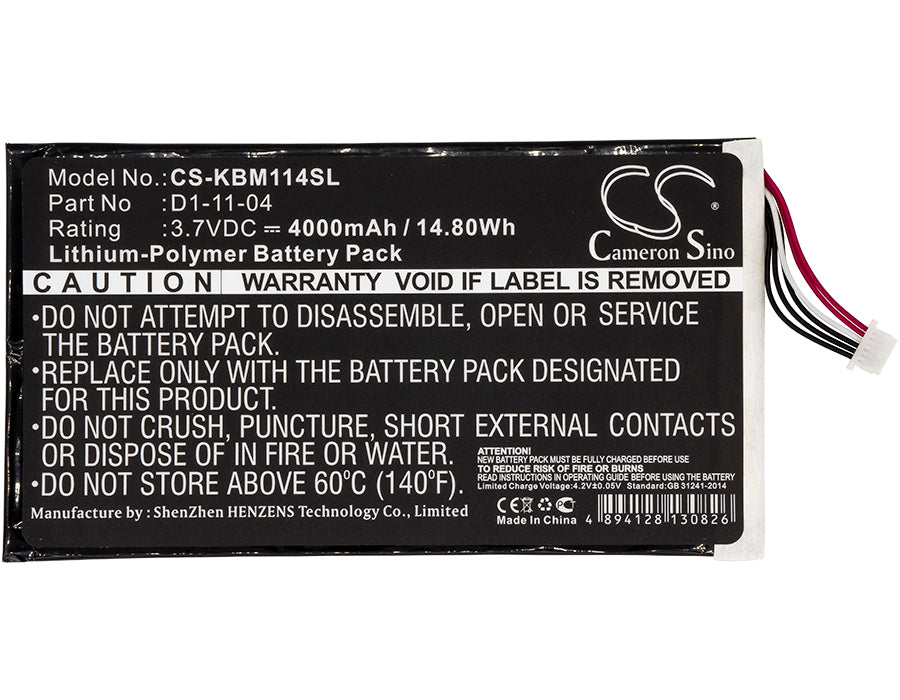 Model No.: CS-KBM114SL
Part No : D1-11-04
Rating : 3.7VDC ⎓ 4000mAh / 14.80Wh
Lithium-Polymer Battery Pack
CS
Cameron Sino
CAUTION WARRANTY VOID IF LABEL IS REMOVED
•DO NOT ATTEMPT TO DISASSEMBLE, OPEN OR SERVICE
THE BATTERY PACK.
•REPLACE ONLY WITH THE BATTERY PACK DESIGNATED
FOR THIS PRODUCT.
•DO NOT CRUSH, PUNCTURE, SHORT EXTERNAL CONTACTS
OR DISPOSE OF IN FIRE OR WATER.
•DO NOT STORE ABOVE 60°C (140°F).
Manufacturer by : ShenZhen HENZENS Technology Co., Limited
ATTENTION!
NEW BATTERY PACK MUST BE FULLY CHARGED BEFORE USE
TO REDUCE RISK OF FIRE OR BURNS
READ INSTRUCTIONS IN USER'S MANUAL BEFORE USING
Limited Charge Voltage:4.2V±0.05V Standard:GB 31241-2014
CE Made In China
4 894128 130826